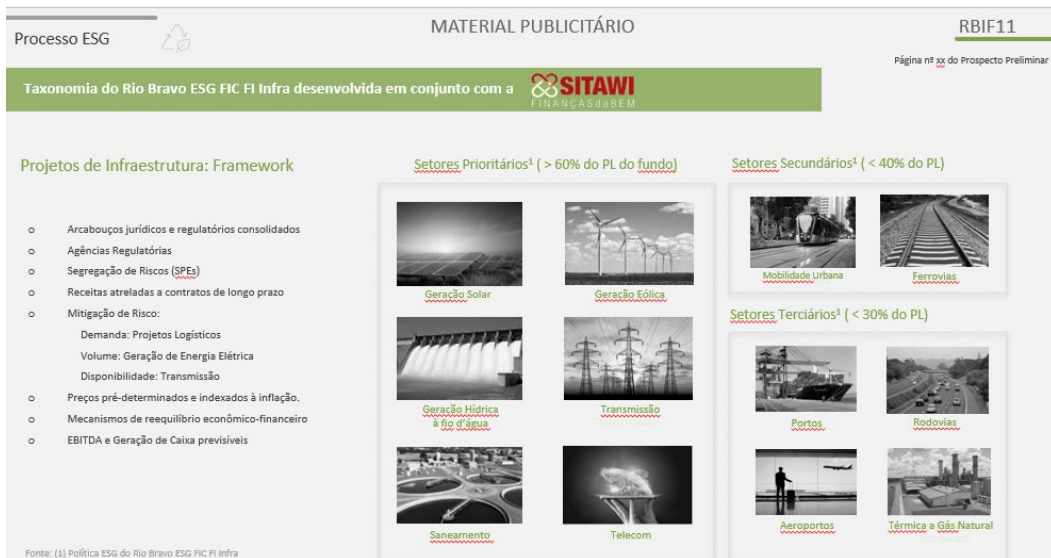 Processo ESG
MATERIAL PUBLICITÁRIO
RBIF11
Página nº xx do Prospecto Preliminar
Taxonomia do Rio Bravo ESG FIC FI Infra desenvolvida em conjunto com a
SITAWI
FINANÇASdoBEM
Projetos de Infraestrutura: Framework
o Arcabouços jurídicos e regulatórios consolidados
o Agências Regulatórias
o Segregação de Riscos (SPEs)
o Receitas atreladas a contratos de longo prazo
o Mitigação de Risco:
Demanda: Projetos Logísticos
Volume: Geração de Energia Elétrica
Disponibilidade: Transmissão
o Preços pré-determinados e indexados à inflação.
o Mecanismos de reequilíbrio econômico-financeiro
o EBITDA e Geração de Caixa previsíveis
Setores Prioritários¹ ( > 60% do PL do fundo)
Geração Solar
Geração Eólica
Geração Hídrica
à fio d'água
Transmissão
Saneamento
Telecom
Setores Secundários¹ ( < 40% do PL)
Mobilidade Urbana
Ferrovias
Setores Terciários¹ ( < 30% do PL)
Portos
Rodovias
Aeroportos
Térmica a Gás Natural
Fonte: (1) Política ESG do Rio Bravo ESG FIC FI Infra